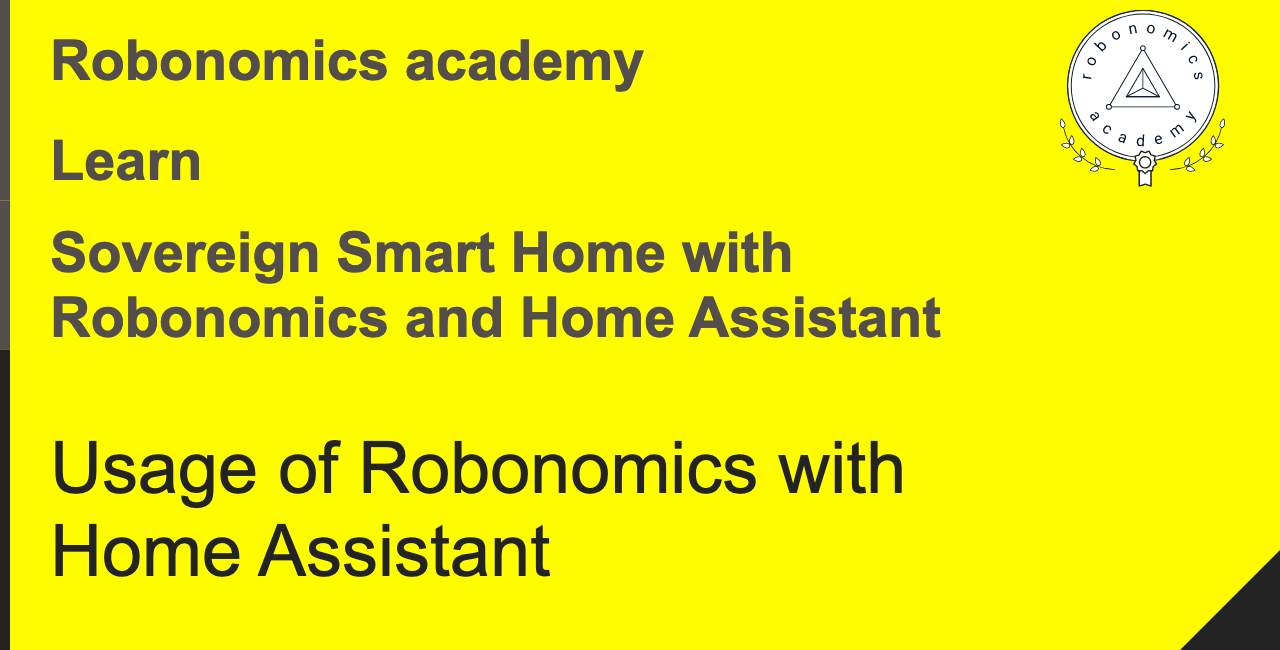 Robonomics academy
robonomics
academy
Learn
Sovereign Smart Home with
Robonomics and Home Assistant
Usage of Robonomics with
Home Assistant